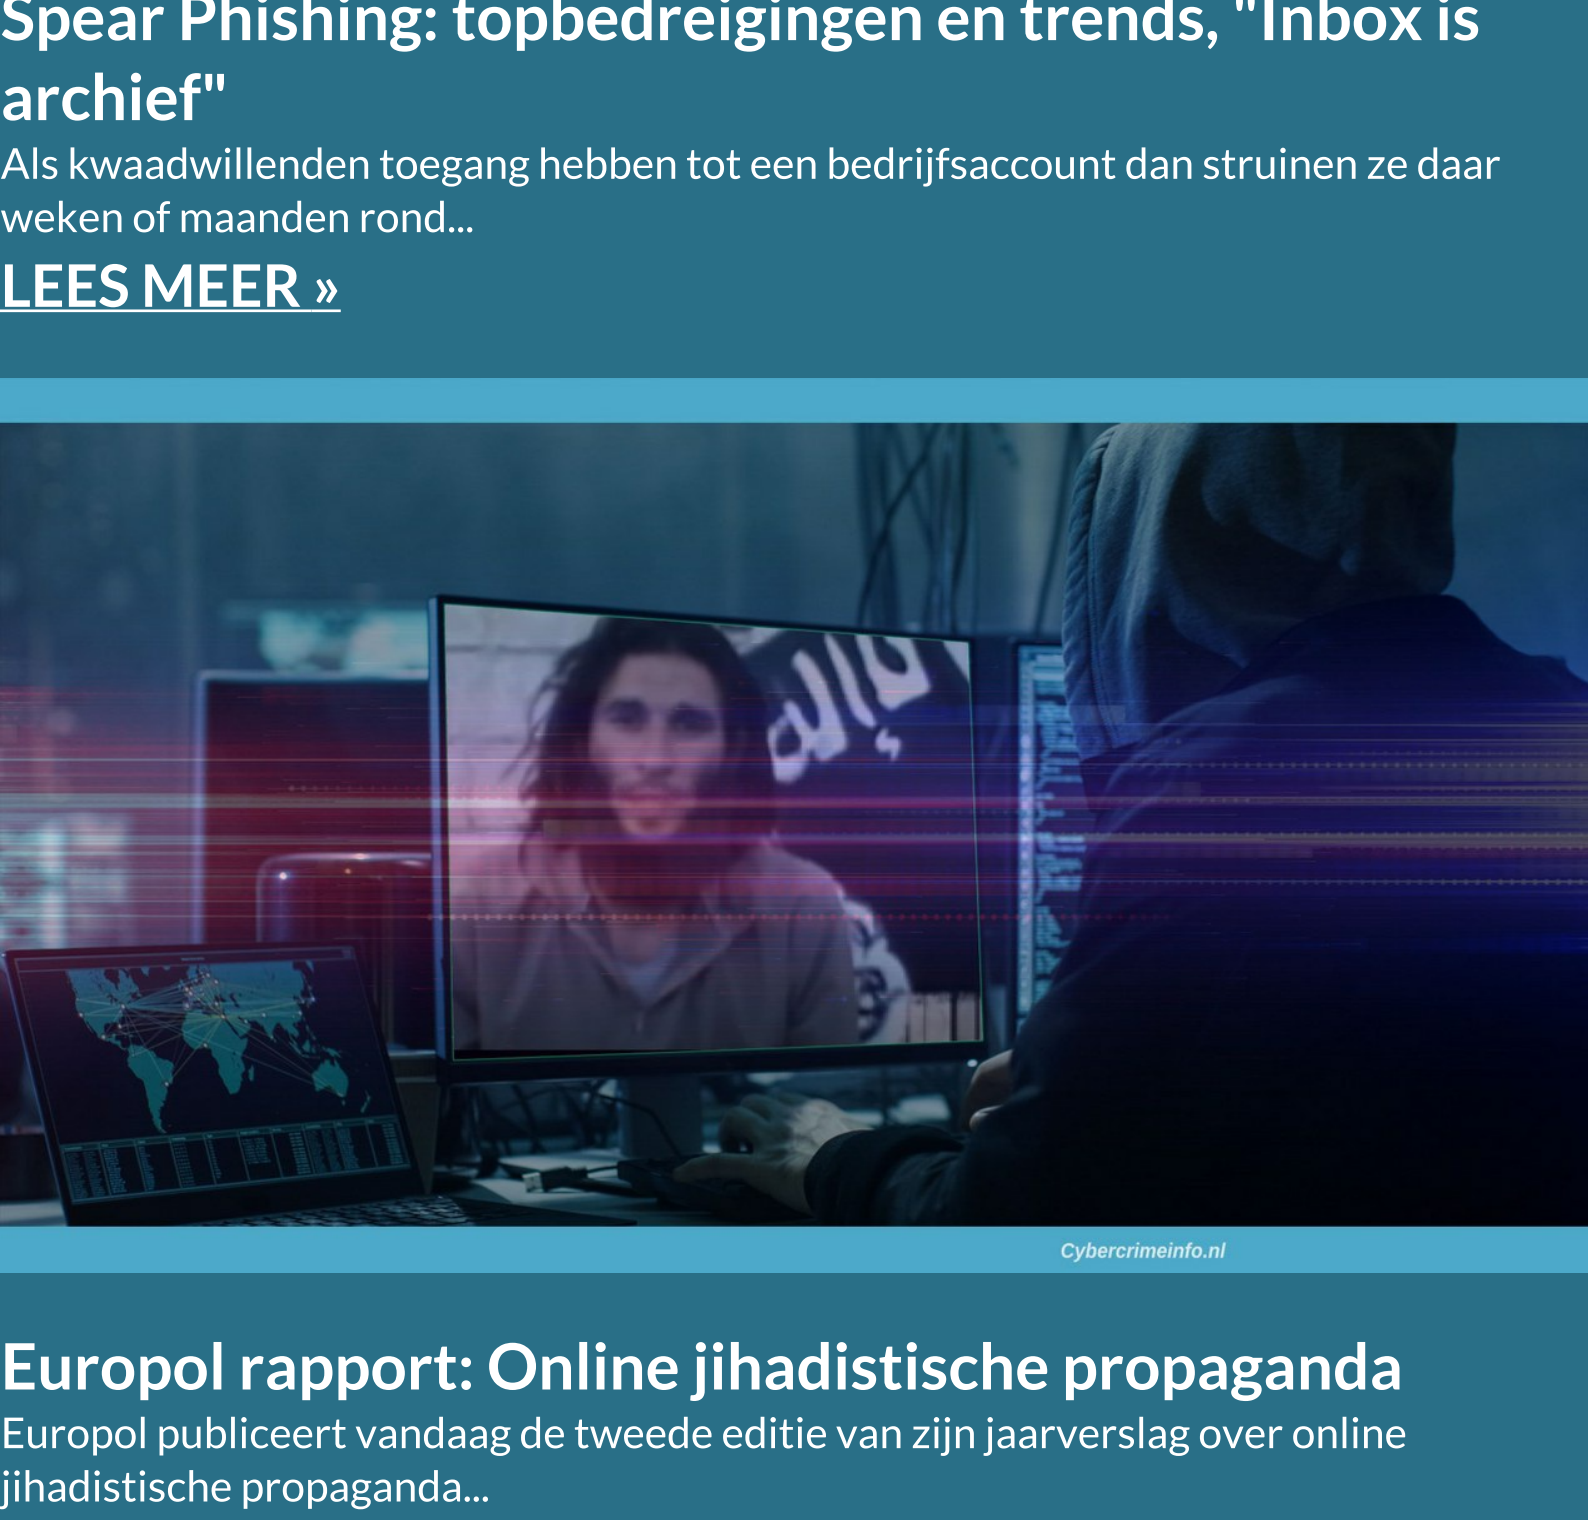 Spear Phishing: topbedreigingen en trends, "Inbox is
archief"
Als kwaadwillenden toegang hebben tot een bedrijfsaccount dan struinen ze daar
weken of maanden rond...
LEES MEER »
Cybercrimeinfo.nl
Europol rapport: Online jihadistische propaganda
Europol publiceert vandaag de tweede editie van zijn jaarverslag over online
jihadistische propaganda...